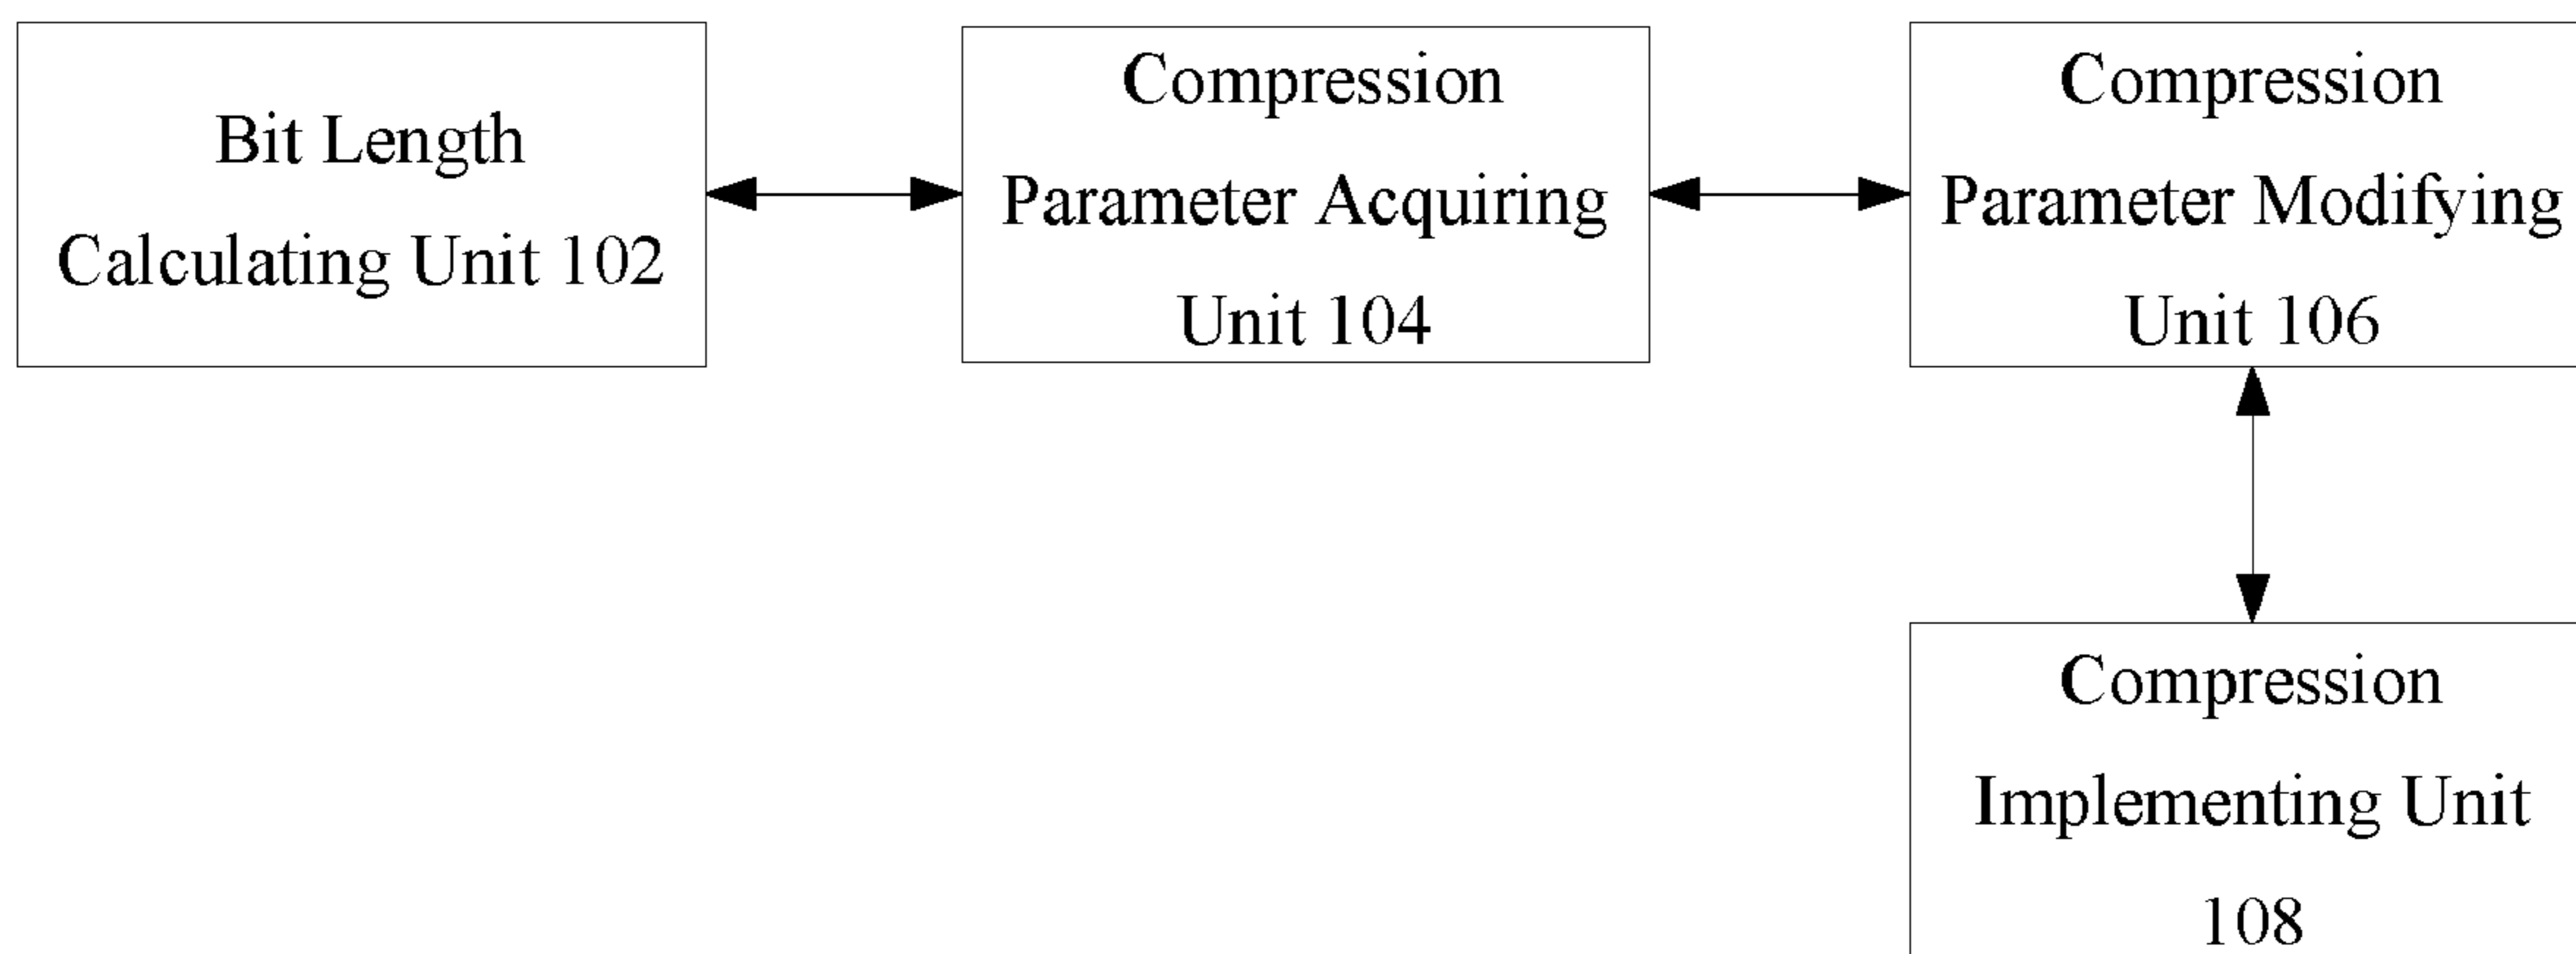 Bit Length
Calculating Unit 102
Compression
Parameter Acquiring
Unit 104
Compression
Parameter Modifying
Unit 106
Compression
Implementing Unit
108